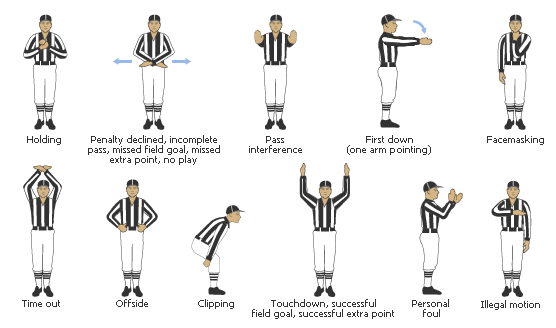 Holding
Penalty declined, incomplete
pass, missed field goal, missed
extra point, no play
Pass
interference
First down
(one arm pointing)
Facemasking
Time out
Offside
Clipping
Touchdown, successful
field goal, successful extra point
Personal
foul
Illegal motion